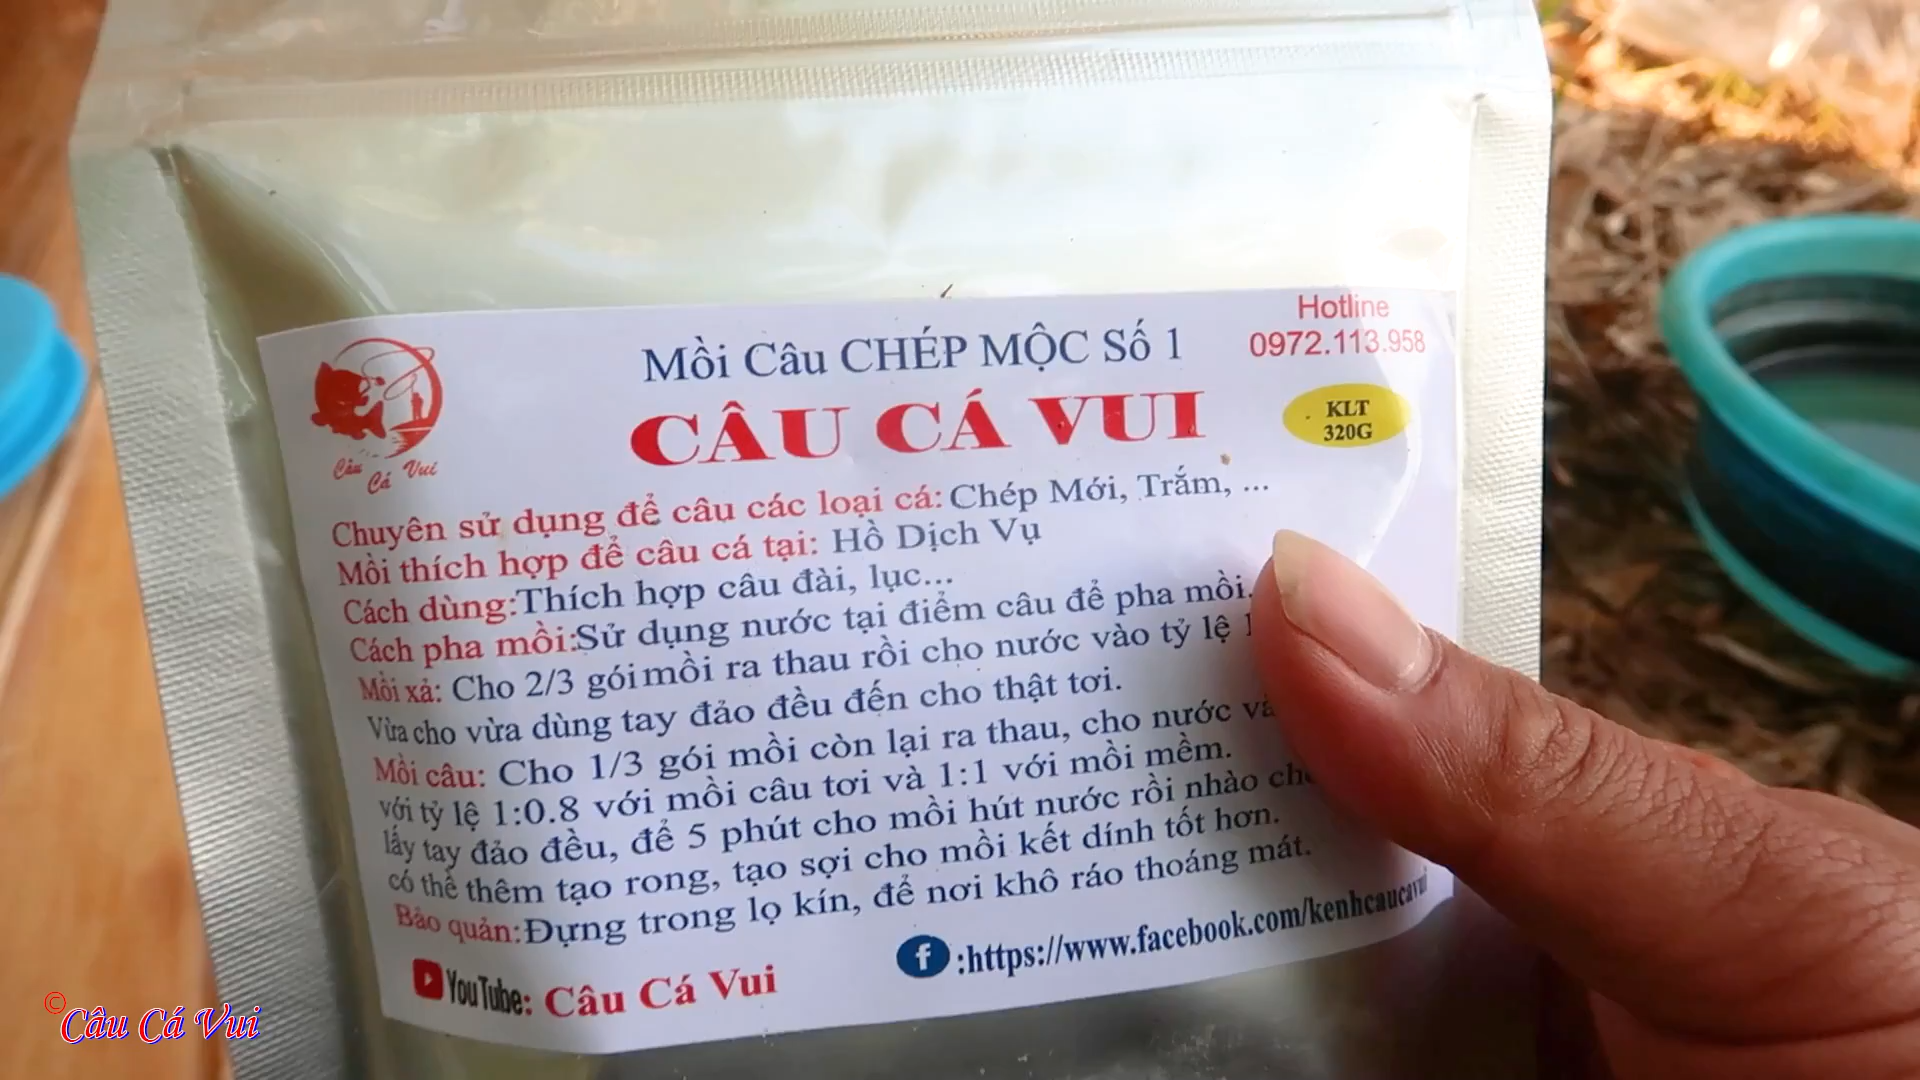 Hotline
0972.113.958
Mồi Câu CHÉP MỘC Số 1
CÂU CÁ VUI
KLT
320G
Câu Cá Vui
Chuyên sử dụng để câu các loại cá: Chép Mới, Trắm, ...
Mồi thích hợp để câu cá tại: Hồ Dịch Vụ
Cách dùng:Thích hợp câu đài, lục...
Cách pha mồi:Sử dụng nước tại điểm câu để pha mồi.
Mồi xả: Cho 2/3 gói mồi ra thau rồi cho nước vào tỷ lệ
Vừa cho vừa dùng tay đảo đều đến cho thật tơi.
Mồi câu: Cho 1/3 gói mồi còn lại ra thau, cho nước
với tỷ lệ 1:0.8 với mồi câu tơi và 1:1 với mồi mềm.
lấy tay đảo đều, để 5 phút cho mồi hút nước rồi nhào
có thể thêm tạo rong, tạo sợi cho mồi kết dính tốt hơn.
Bảo quản:Đựng trong lọ kín, để nơi khô ráo thoáng mát.
YouTube: Câu Cá Vui
f :https://www.facebook.com/kenhcaucavui
©Câu Cá Vui